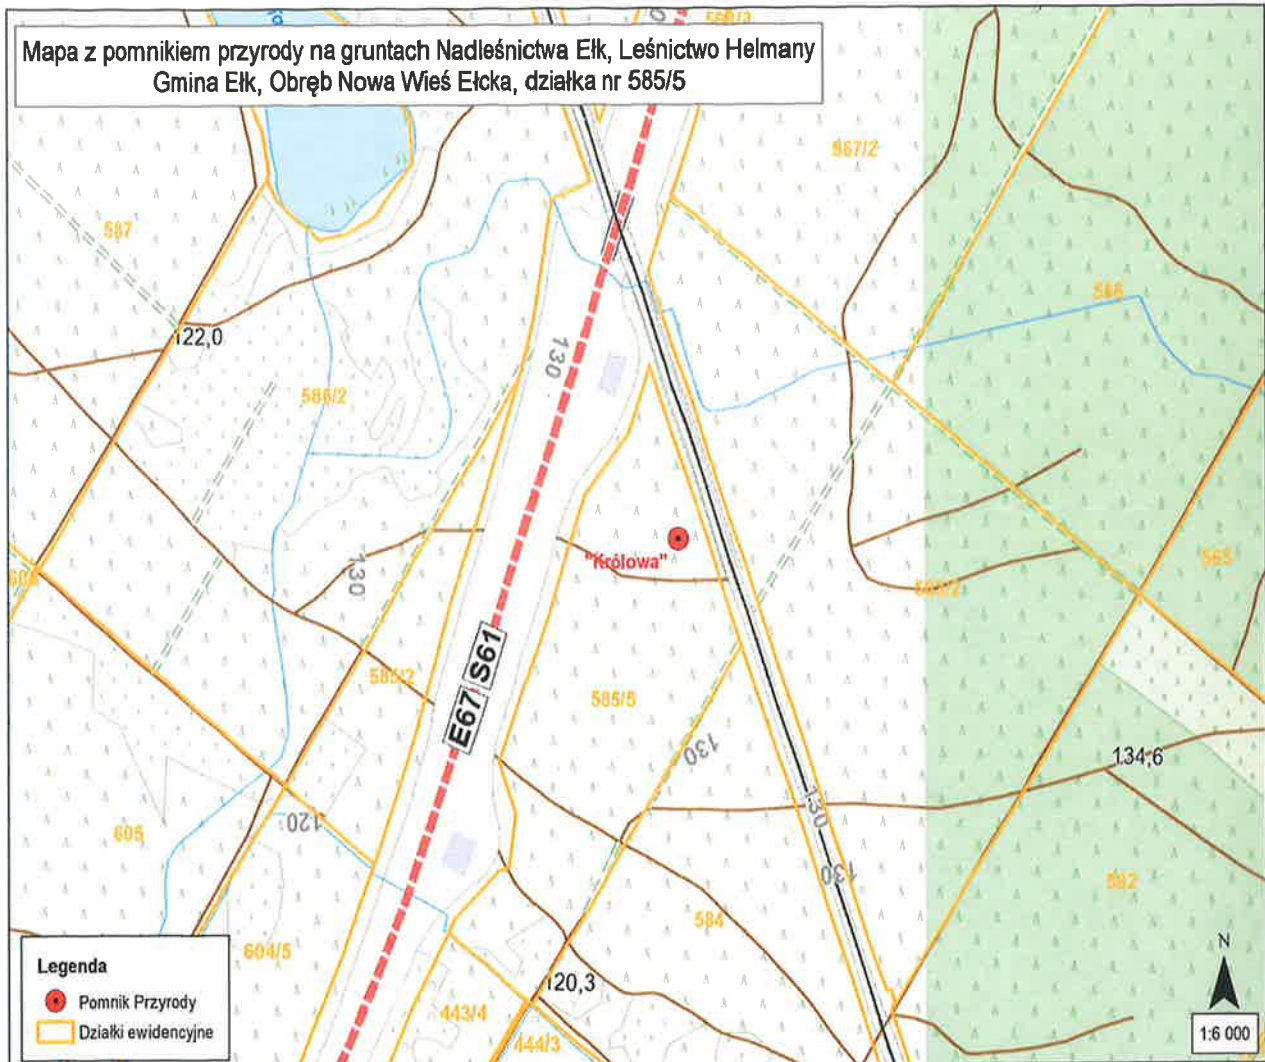 Mapa z pomnikiem przyrody na gruntach Nadleśnictwa Ełk, Leśnictwo Helmany
Gmina Ełk, Obręb Nowa Wieś Ełcka, działka nr 585/5
567/2
587
586
122,0
130
586/2
"Królowa"
130
565
585/2
E67 S61
585/5
130
134,6
130
120
605
130
582
584
604/5
120,3
443/4
444/3
Legenda
Pomnik Przyrody
Działki ewidencyjne
N
1:6 000